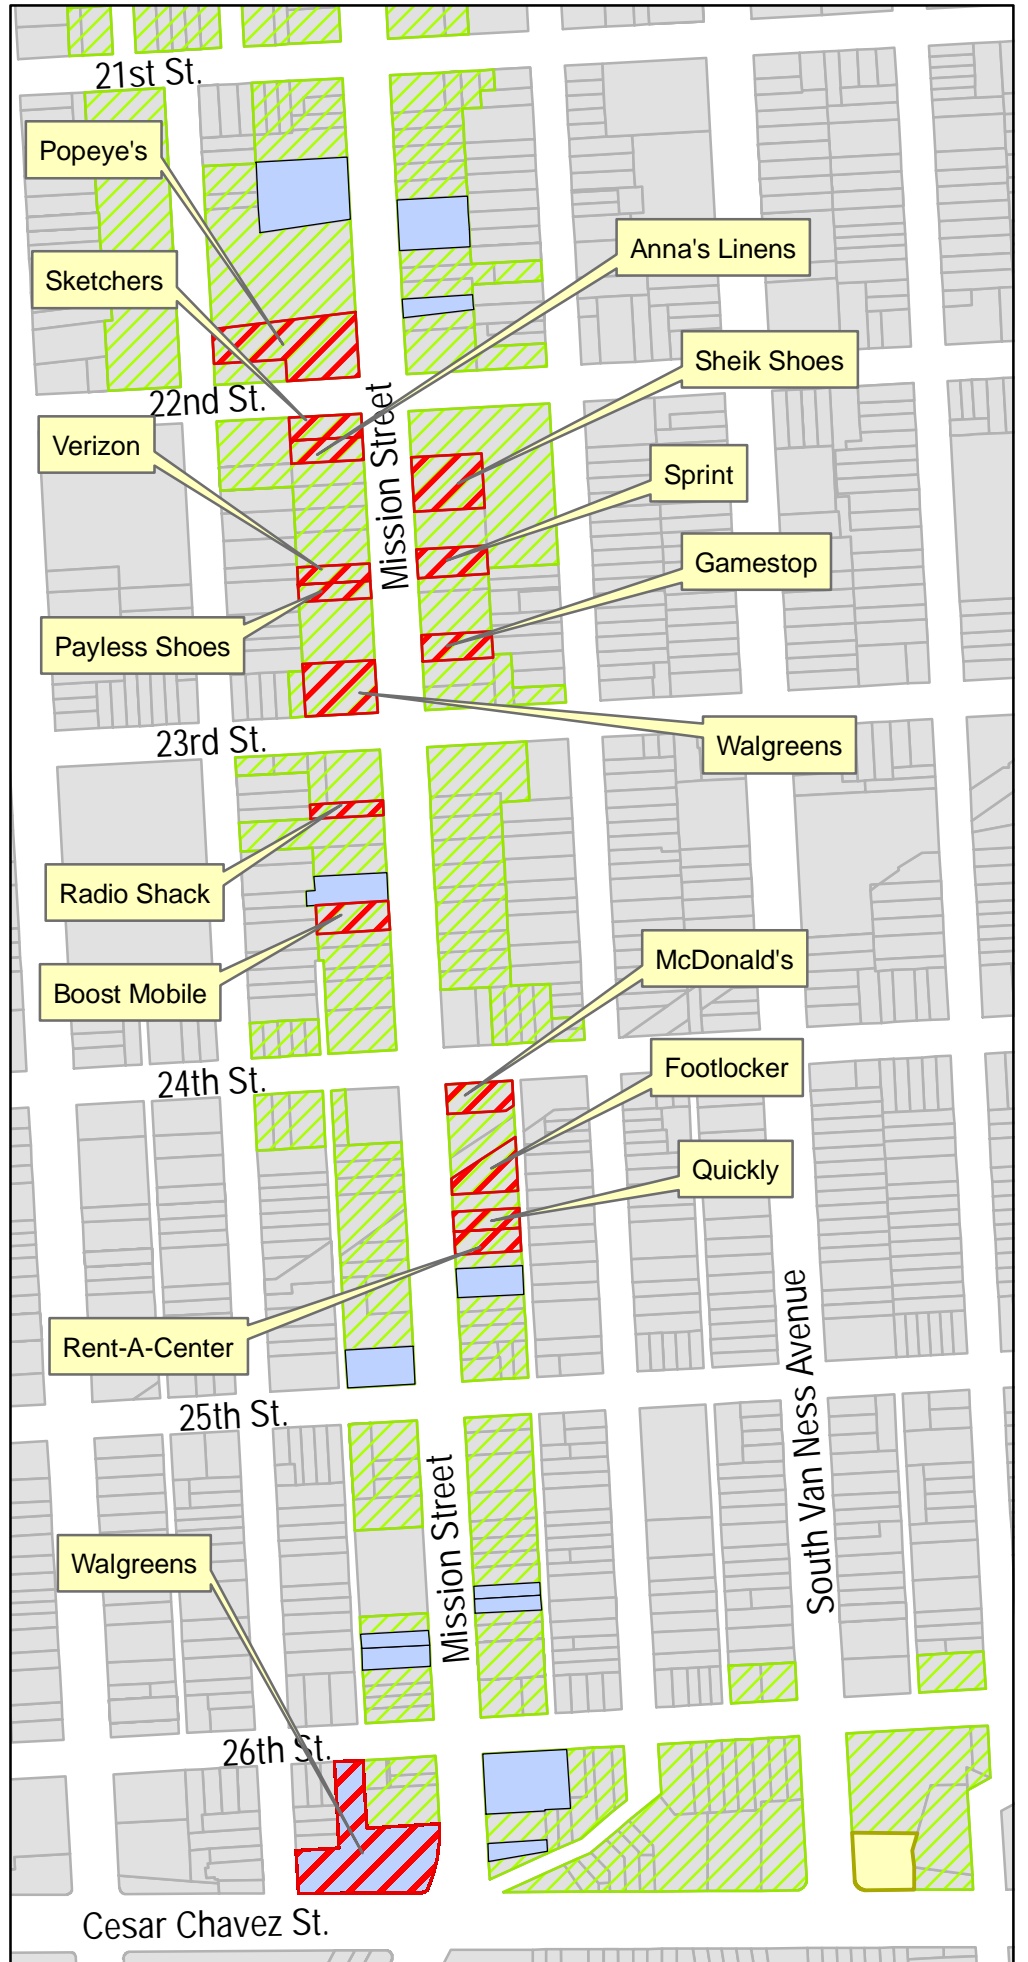 21st St.
Popeye's
Anna's Linens
Sketchers
Sheik Shoes
22nd St.
Mission Street
Verizon
Sprint
Gamestop
Payless Shoes
23rd St.
Walgreens
Radio Shack
McDonald's
Boost Mobile
Footlocker
24th St.
Quickly
Rent-A-Center
South Van Ness Avenue
25th St.
Mission Street
Walgreens
26th St.
Cesar Chavez St.